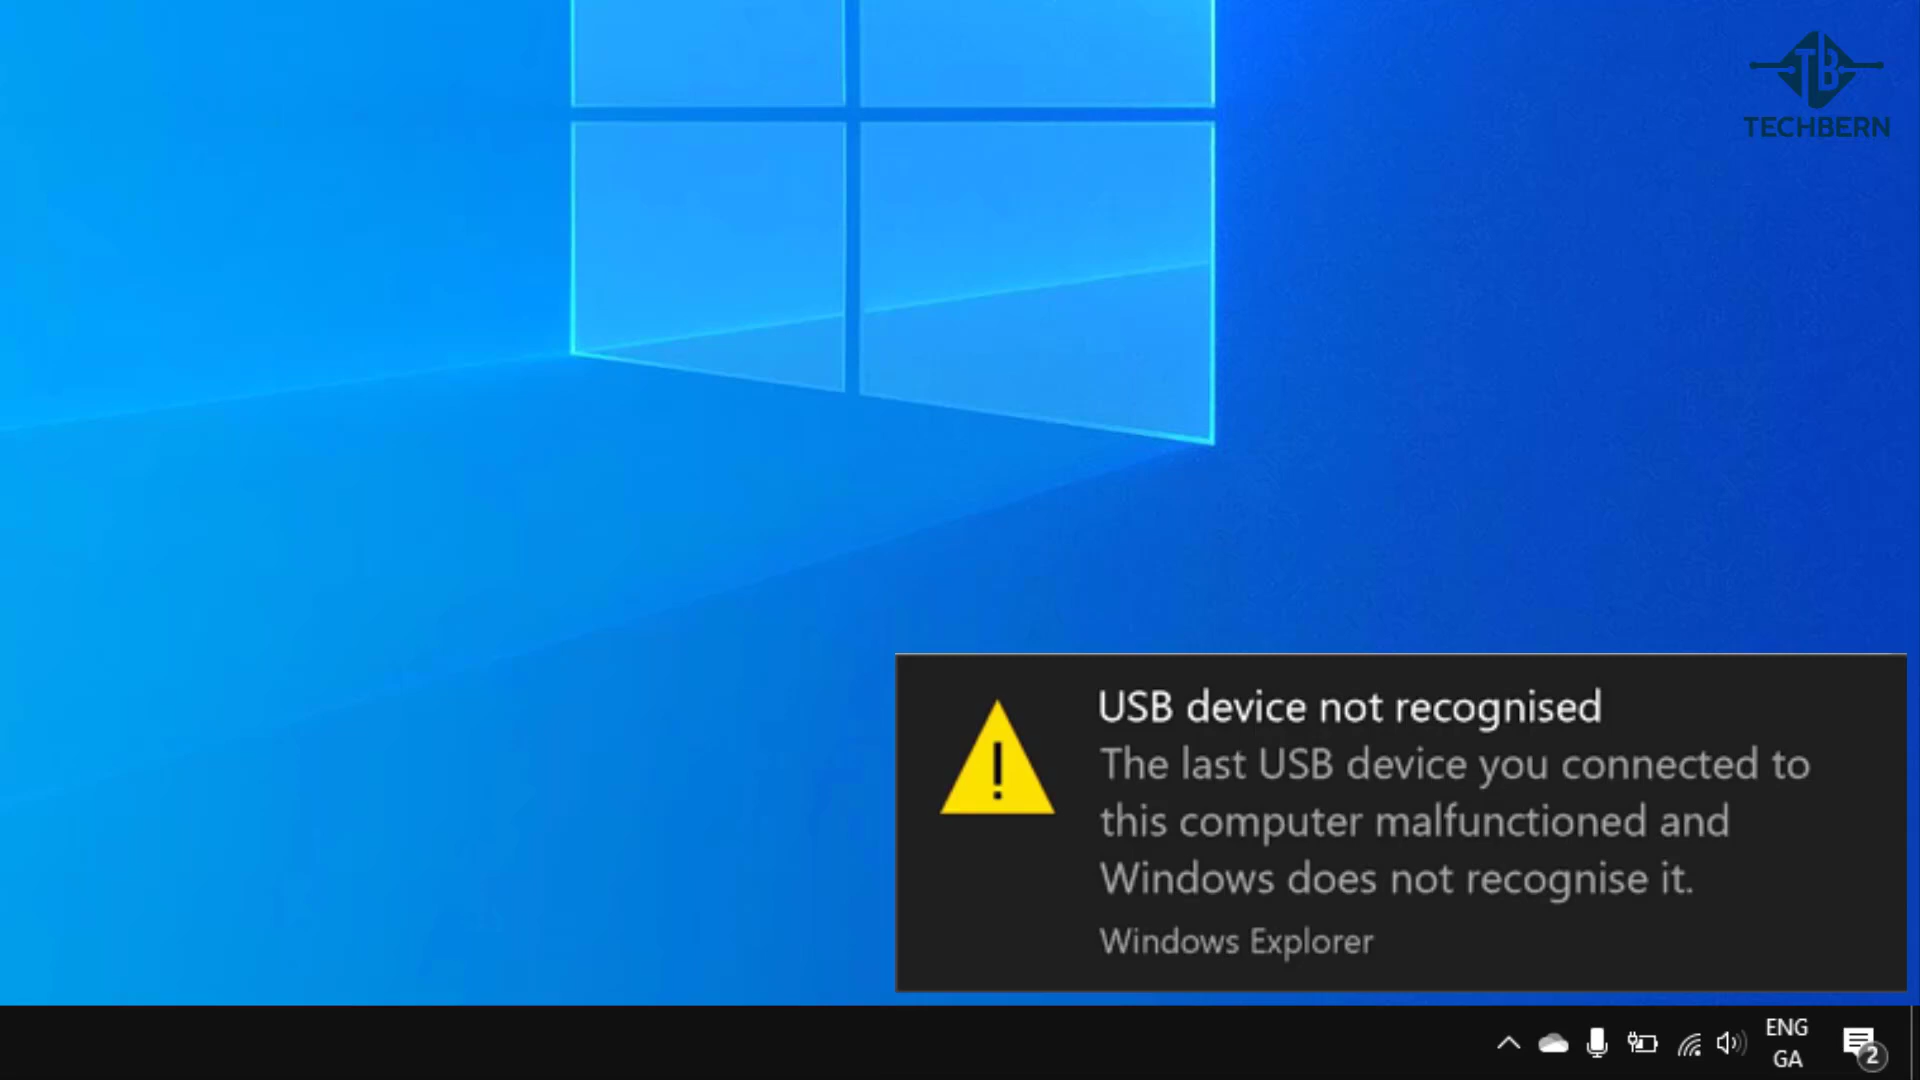 TB
TECHBERN
USB device not recognised
The last USB device you connected to
this computer malfunctioned and
Windows does not recognise it.
Windows Explorer
ENG
GA
2